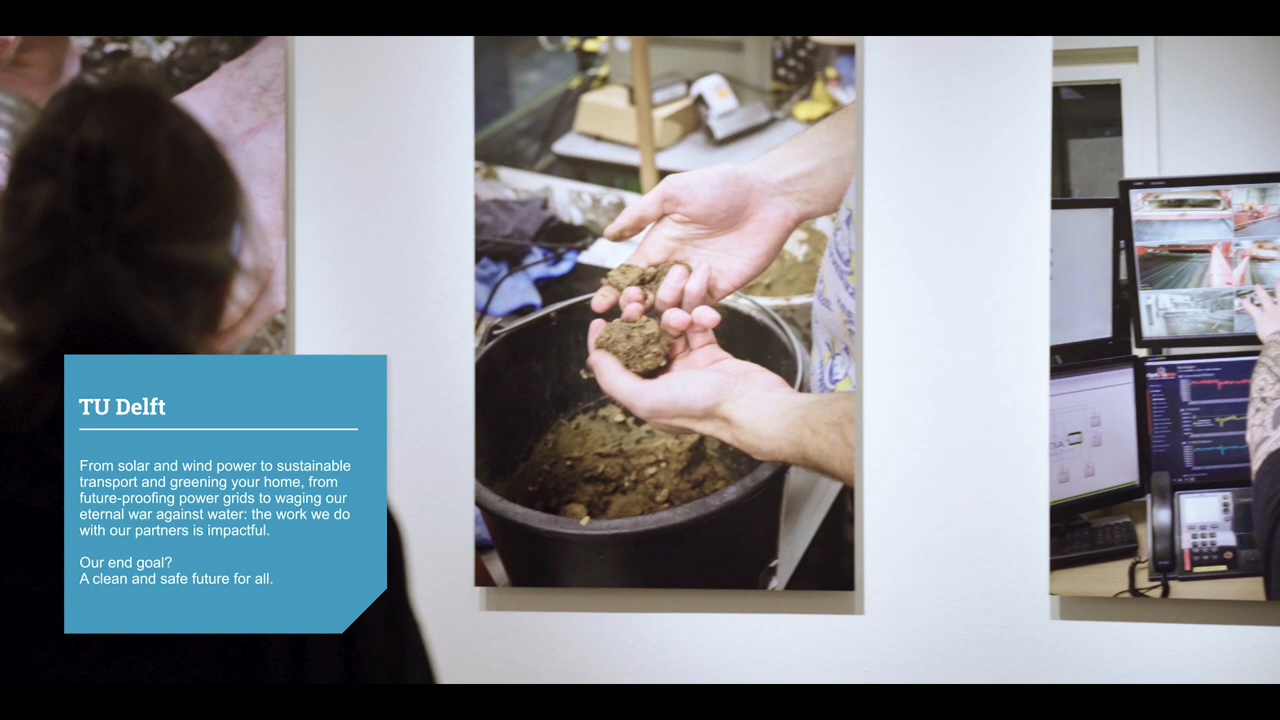 TU Delft
From solar and wind power to sustainable
transport and greening your home, from
future-proofing power grids to waging our
eternal war against water: the work we do
with our partners is impactful.
Our end goal?
A clean and safe future for all.